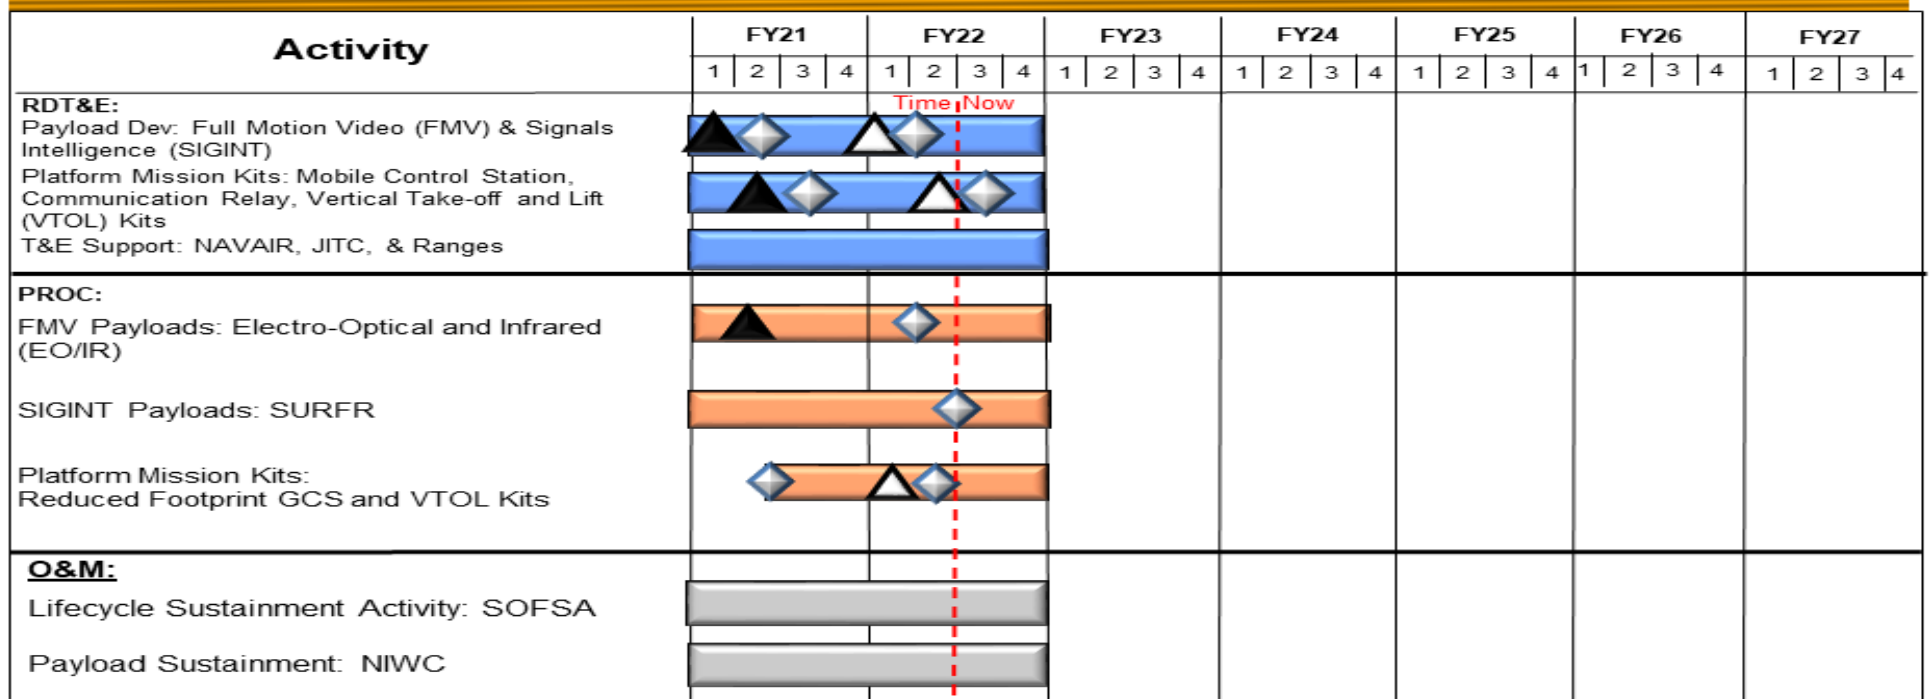 Activity
FY21 FY22 FY23 FY24 FY25 FY26 FY27
1 2 3 4 1 2 3 4 1 2 3 4 1 2 3 4 1 2 3 4 1 2 3 4 1 2 3 4
Time Now
RDT&E:
Payload Dev: Full Motion Video (FMV) & Signals
Intelligence (SIGINT)
Platform Mission Kits: Mobile Control Station,
Communication Relay, Vertical Take-off and Lift
(VTOL) Kits
T&E Support: NAVAIR, JITC, & Ranges
PROC:
FMV Payloads: Electro-Optical and Infrared
(EO/IR)
SIGINT Payloads: SURFR
Platform Mission Kits:
Reduced Footprint GCS and VTOL Kits
O&M:
Lifecycle Sustainment Activity: SOFSA
Payload Sustainment: NIWC